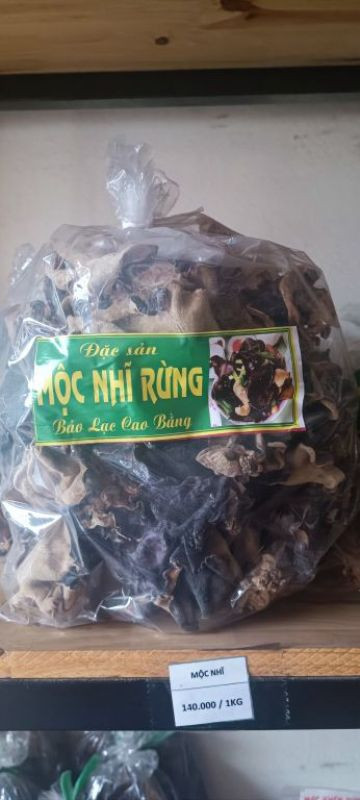 Đặc sản
MỘC NHĨ RỪNG
Bảo Lạc Cao Bằng
MỘC NHĨ
140.000 / 1KG